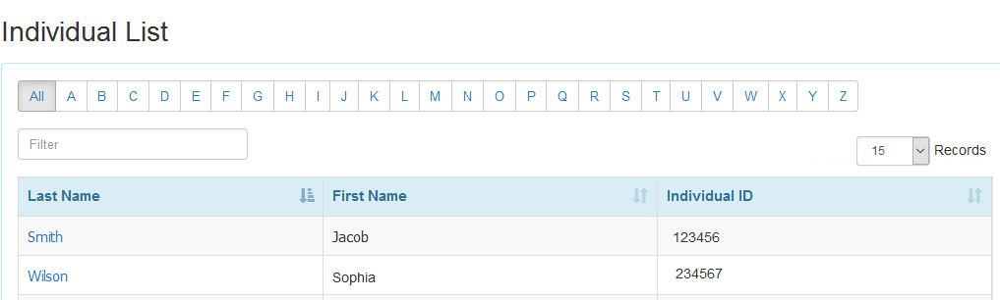 Individual List
All A B C D E F G H I J K L M N O P Q R S T U V W X Y Z
Filter
15 Records
Last Name First Name Individual ID
Smith Jacob 123456
Wilson Sophia 234567